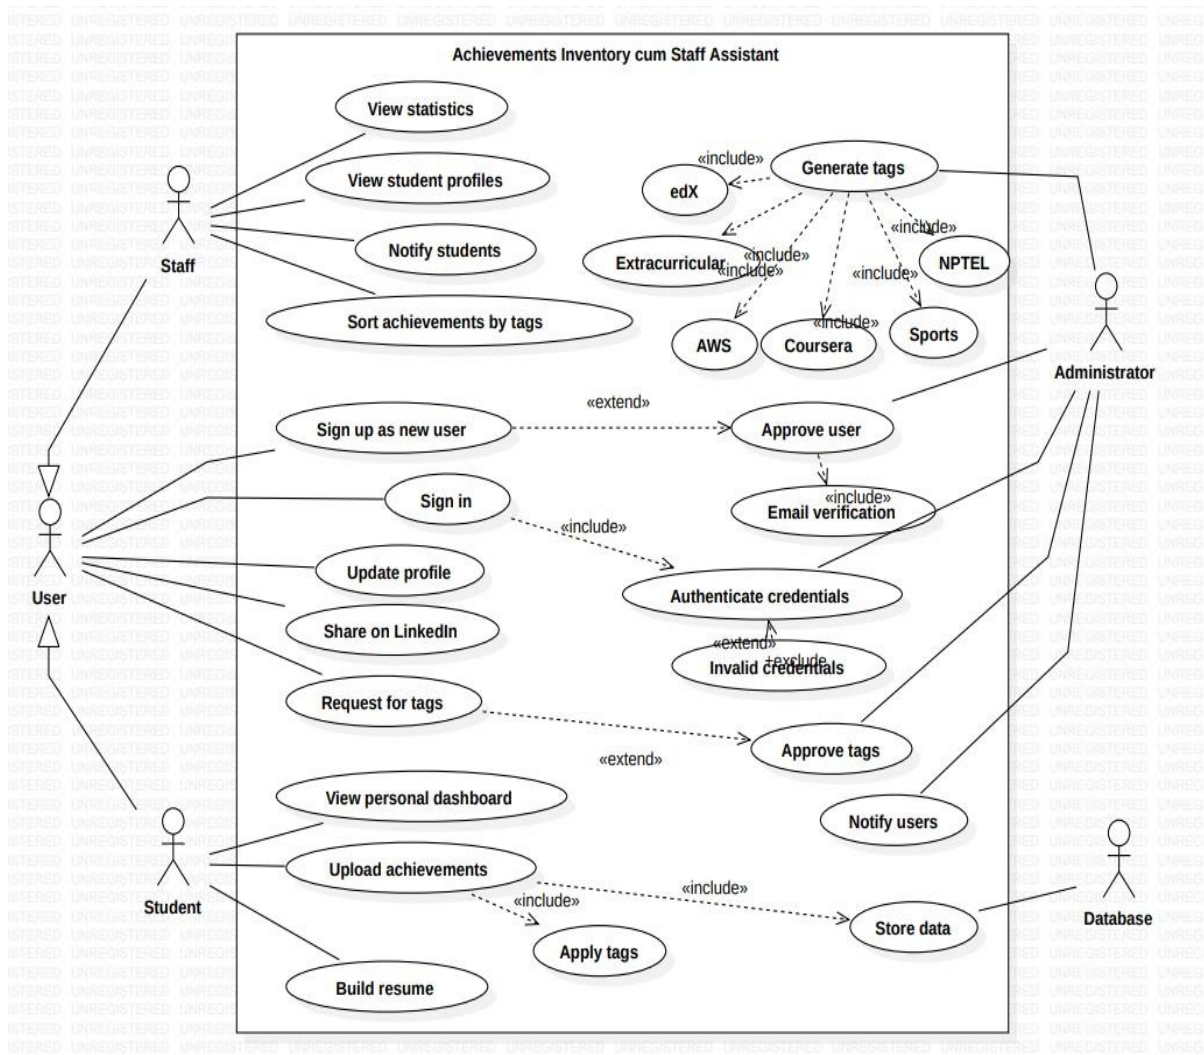 Achievements Inventory cum Staff Assistant
View statistics
«include»
Generate tags
View student profiles
edX
Staff
Notify students
Extracurricular
«include»
«include»
«include»
NPTEL
«include»
Sort achievements by tags
AWS
«include»
Coursera
Sports
Administrator
«extend»
Sign up as new user
Approve user
Sign in
«include»
«include»
Email verification
Update profile
Authenticate credentials
User
Share on LinkedIn
«extend»
+exclude
Invalid credentials
Request for tags
Approve tags
«extend»
View personal dashboard
Notify users
Upload achievements
«include»
«include»
Student
Store data
Database
Apply tags
Build resume
UNREGISTERED